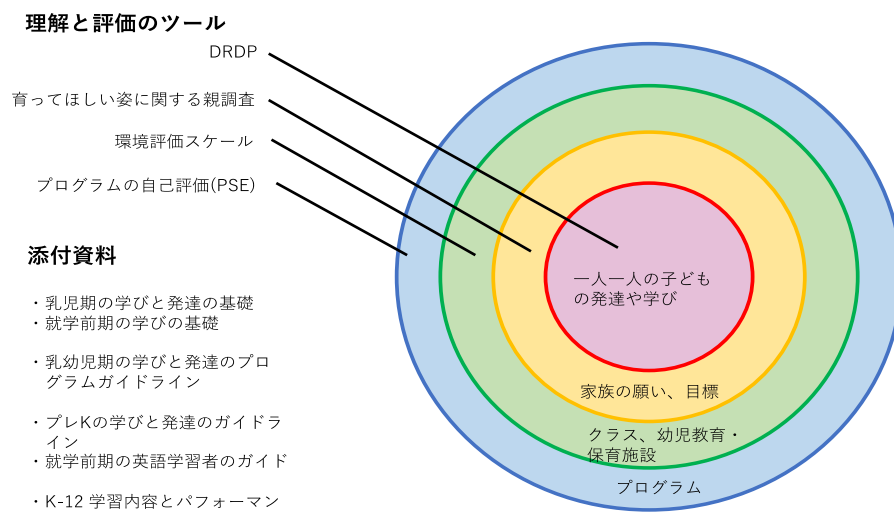 理解と評価のツール
DRDP
育ってほしい姿に関する親調査
環境評価スケール
プログラムの自己評価(PSE)
添付資料
・乳児期の学びと発達の基礎
・就学前期の学びの基礎
・乳幼児期の学びと発達のプロ
グラムガイドライン
・プレKの学びと発達のガイドラ
イン
・就学前期の英語学習者のガイド
・K-12 学習内容とパフォーマン
一人一人の子ども
の発達や学び
家族の願い、目標
クラス、幼児教育・
保育施設
プログラム